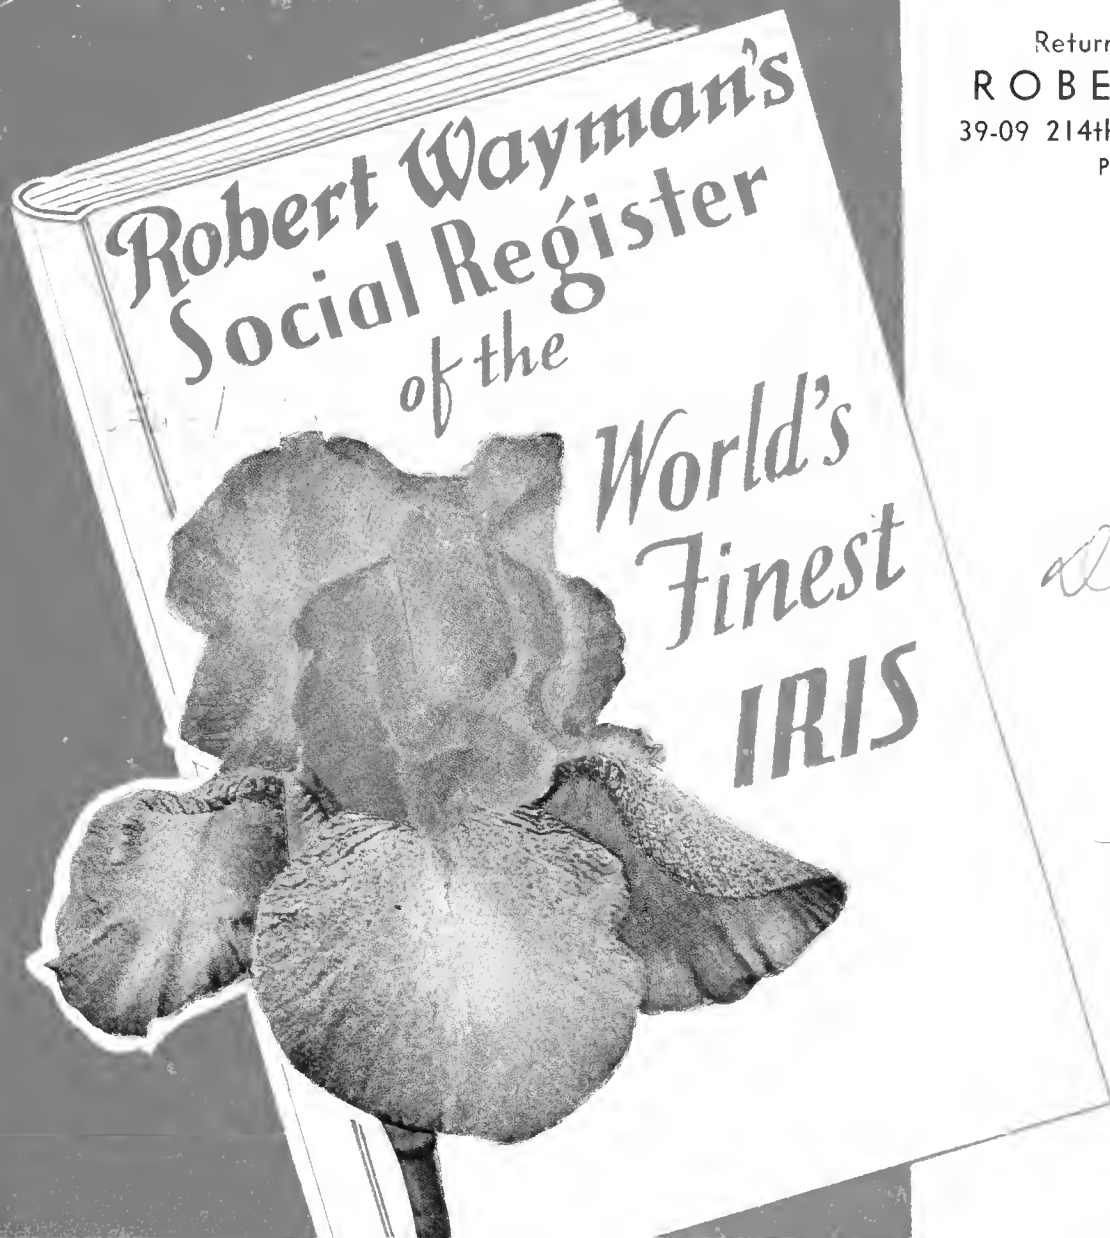 Robert Wayman's
Social Register
of the
World's
Finest
IRIS
Return
ROBE
39-09 214th
P